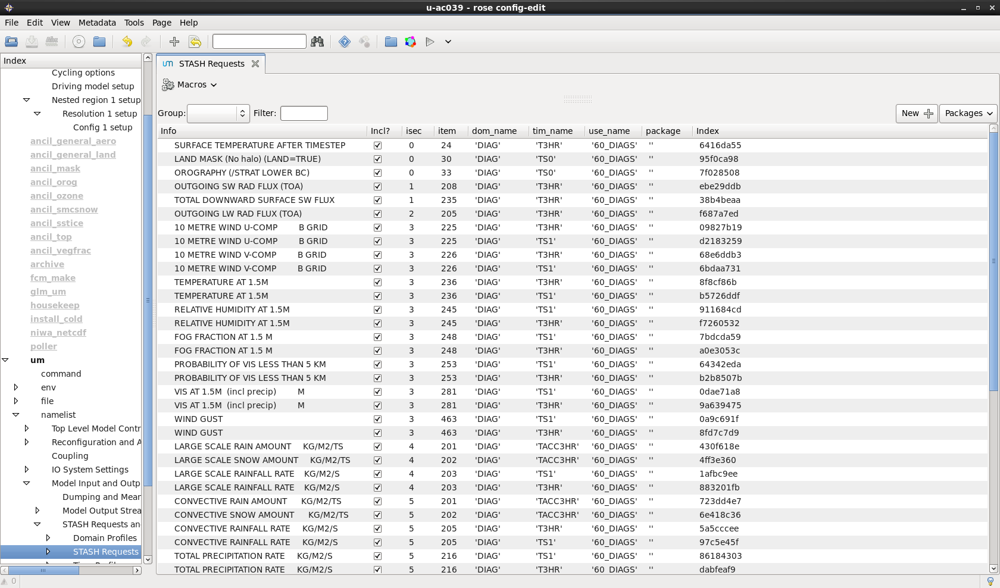 u-ac039 - rose config-edit
File Edit View Metadata Tools Page Help
Index
Cycling options
Driving model setup
Nested region 1 setup
Resolution 1 setup
Config 1 setup
ancil_general_aero
ancil_general_land
ancil_mask
ancil_orog
ancil_ozone
ancil_smcsnow
ancil_sstice
ancil_top
ancil_vegfrac
archive
fcm_make
glm_um
housekeep
install_cold
niwa_netcdf
poller
um
command
env
file
namelist
Top Level Model Contr
Reconfiguration and A
Coupling
IO System Settings
Model Input and Outp
Dumping and Mear
Model Output Strea
STASH Requests an
Domain Profiles
STASH Requests
0
um STASH Requests
Macros
Group: Filter: New Packages
Info Incl? isec item dom_name tim_name use_name package Index
SURFACE TEMPERATURE AFTER TIMESTEP 0 24 'DIAG' 'T3HR' '60_DIAGS' '' 6416da55
LAND MASK (No halo) (LAND=TRUE) 0 30 'DIAG' 'TS0' '60_DIAGS' '' 95f0ca98
OROGRAPHY (/STRAT LOWER BC) 0 33 'DIAG' 'TS0' '60_DIAGS' '' 7f028508
OUTGOING SW RAD FLUX (TOA) 1 208 'DIAG' 'T3HR' '60_DIAGS' '' ebe29ddb
TOTAL DOWNWARD SURFACE SW FLUX 1 235 'DIAG' 'T3HR' '60_DIAGS' '' 38b4beaa
OUTGOING LW RAD FLUX (TOA) 2 205 'DIAG' 'T3HR' '60_DIAGS' '' f687a7ed
10 METRE WIND U-COMP B GRID 3 225 'DIAG' 'T3HR' '60_DIAGS' '' 09827b19
10 METRE WIND U-COMP B GRID 3 225 'DIAG' 'TS1' '60_DIAGS' '' d2183259
10 METRE WIND V-COMP B GRID 3 226 'DIAG' 'T3HR' '60_DIAGS' '' 68e6ddb3
10 METRE WIND V-COMP B GRID 3 226 'DIAG' 'TS1' '60_DIAGS' '' 6bdaa731
TEMPERATURE AT 1.5M 3 236 'DIAG' 'T3HR' '60_DIAGS' '' 8f8cf86b
TEMPERATURE AT 1.5M 3 236 'DIAG' 'TS1' '60_DIAGS' '' b5726ddf
RELATIVE HUMIDITY AT 1.5M 3 245 'DIAG' 'TS1' '60_DIAGS' '' 911684cd
RELATIVE HUMIDITY AT 1.5M 3 245 'DIAG' 'T3HR' '60_DIAGS' '' f7260532
FOG FRACTION AT 1.5 M 3 248 'DIAG' 'TS1' '60_DIAGS' '' 7bdcda59
FOG FRACTION AT 1.5 M 3 248 'DIAG' 'T3HR' '60_DIAGS' '' a0e3053c
PROBABILITY OF VIS LESS THAN 5 KM 3 253 'DIAG' 'TS1' '60_DIAGS' '' 64342eda
PROBABILITY OF VIS LESS THAN 5 KM 3 253 'DIAG' 'T3HR' '60_DIAGS' '' b2b8507b
VIS AT 1.5M (incl precip) M 3 281 'DIAG' 'TS1' '60_DIAGS' '' 0dae71a8
VIS AT 1.5M (incl precip) M 3 281 'DIAG' 'T3HR' '60_DIAGS' '' 9a639475
WIND GUST 3 463 'DIAG' 'TS1' '60_DIAGS' '' 0a9c691f
WIND GUST 3 463 'DIAG' 'T3HR' '60_DIAGS' '' 8fd7c7d9
LARGE SCALE RAIN AMOUNT KG/M2/TS 4 201 'DIAG' 'TACC3HR' '60_DIAGS' '' 430f618e
LARGE SCALE SNOW AMOUNT KG/M2/TS 4 202 'DIAG' 'TACC3HR' '60_DIAGS' '' 4ff3e360
LARGE SCALE RAINFALL RATE KG/M2/S 4 203 'DIAG' 'TS1' '60_DIAGS' '' 1afbc9ee
LARGE SCALE RAINFALL RATE KG/M2/S 4 203 'DIAG' 'T3HR' '60_DIAGS' '' 883201fb
CONVECTIVE RAIN AMOUNT KG/M2/TS 5 201 'DIAG' 'TACC3HR' '60_DIAGS' '' 723dd4e7
CONVECTIVE SNOW AMOUNT KG/M2/TS 5 202 'DIAG' 'TACC3HR' '60_DIAGS' '' 6e418c36
CONVECTIVE RAINFALL RATE KG/M2/S 5 205 'DIAG' 'T3HR' '60_DIAGS' '' 5a5cccee
CONVECTIVE RAINFALL RATE KG/M2/S 5 205 'DIAG' 'TS1' '60_DIAGS' '' 97c5e45f
TOTAL PRECIPITATION RATE KG/M2/S 5 216 'DIAG' 'TS1' '60_DIAGS' '' 86184303
TOTAL PRECIPITATION RATE KG/M2/S 5 216 'DIAG' 'T3HR' '60_DIAGS' '' dabfeaf9